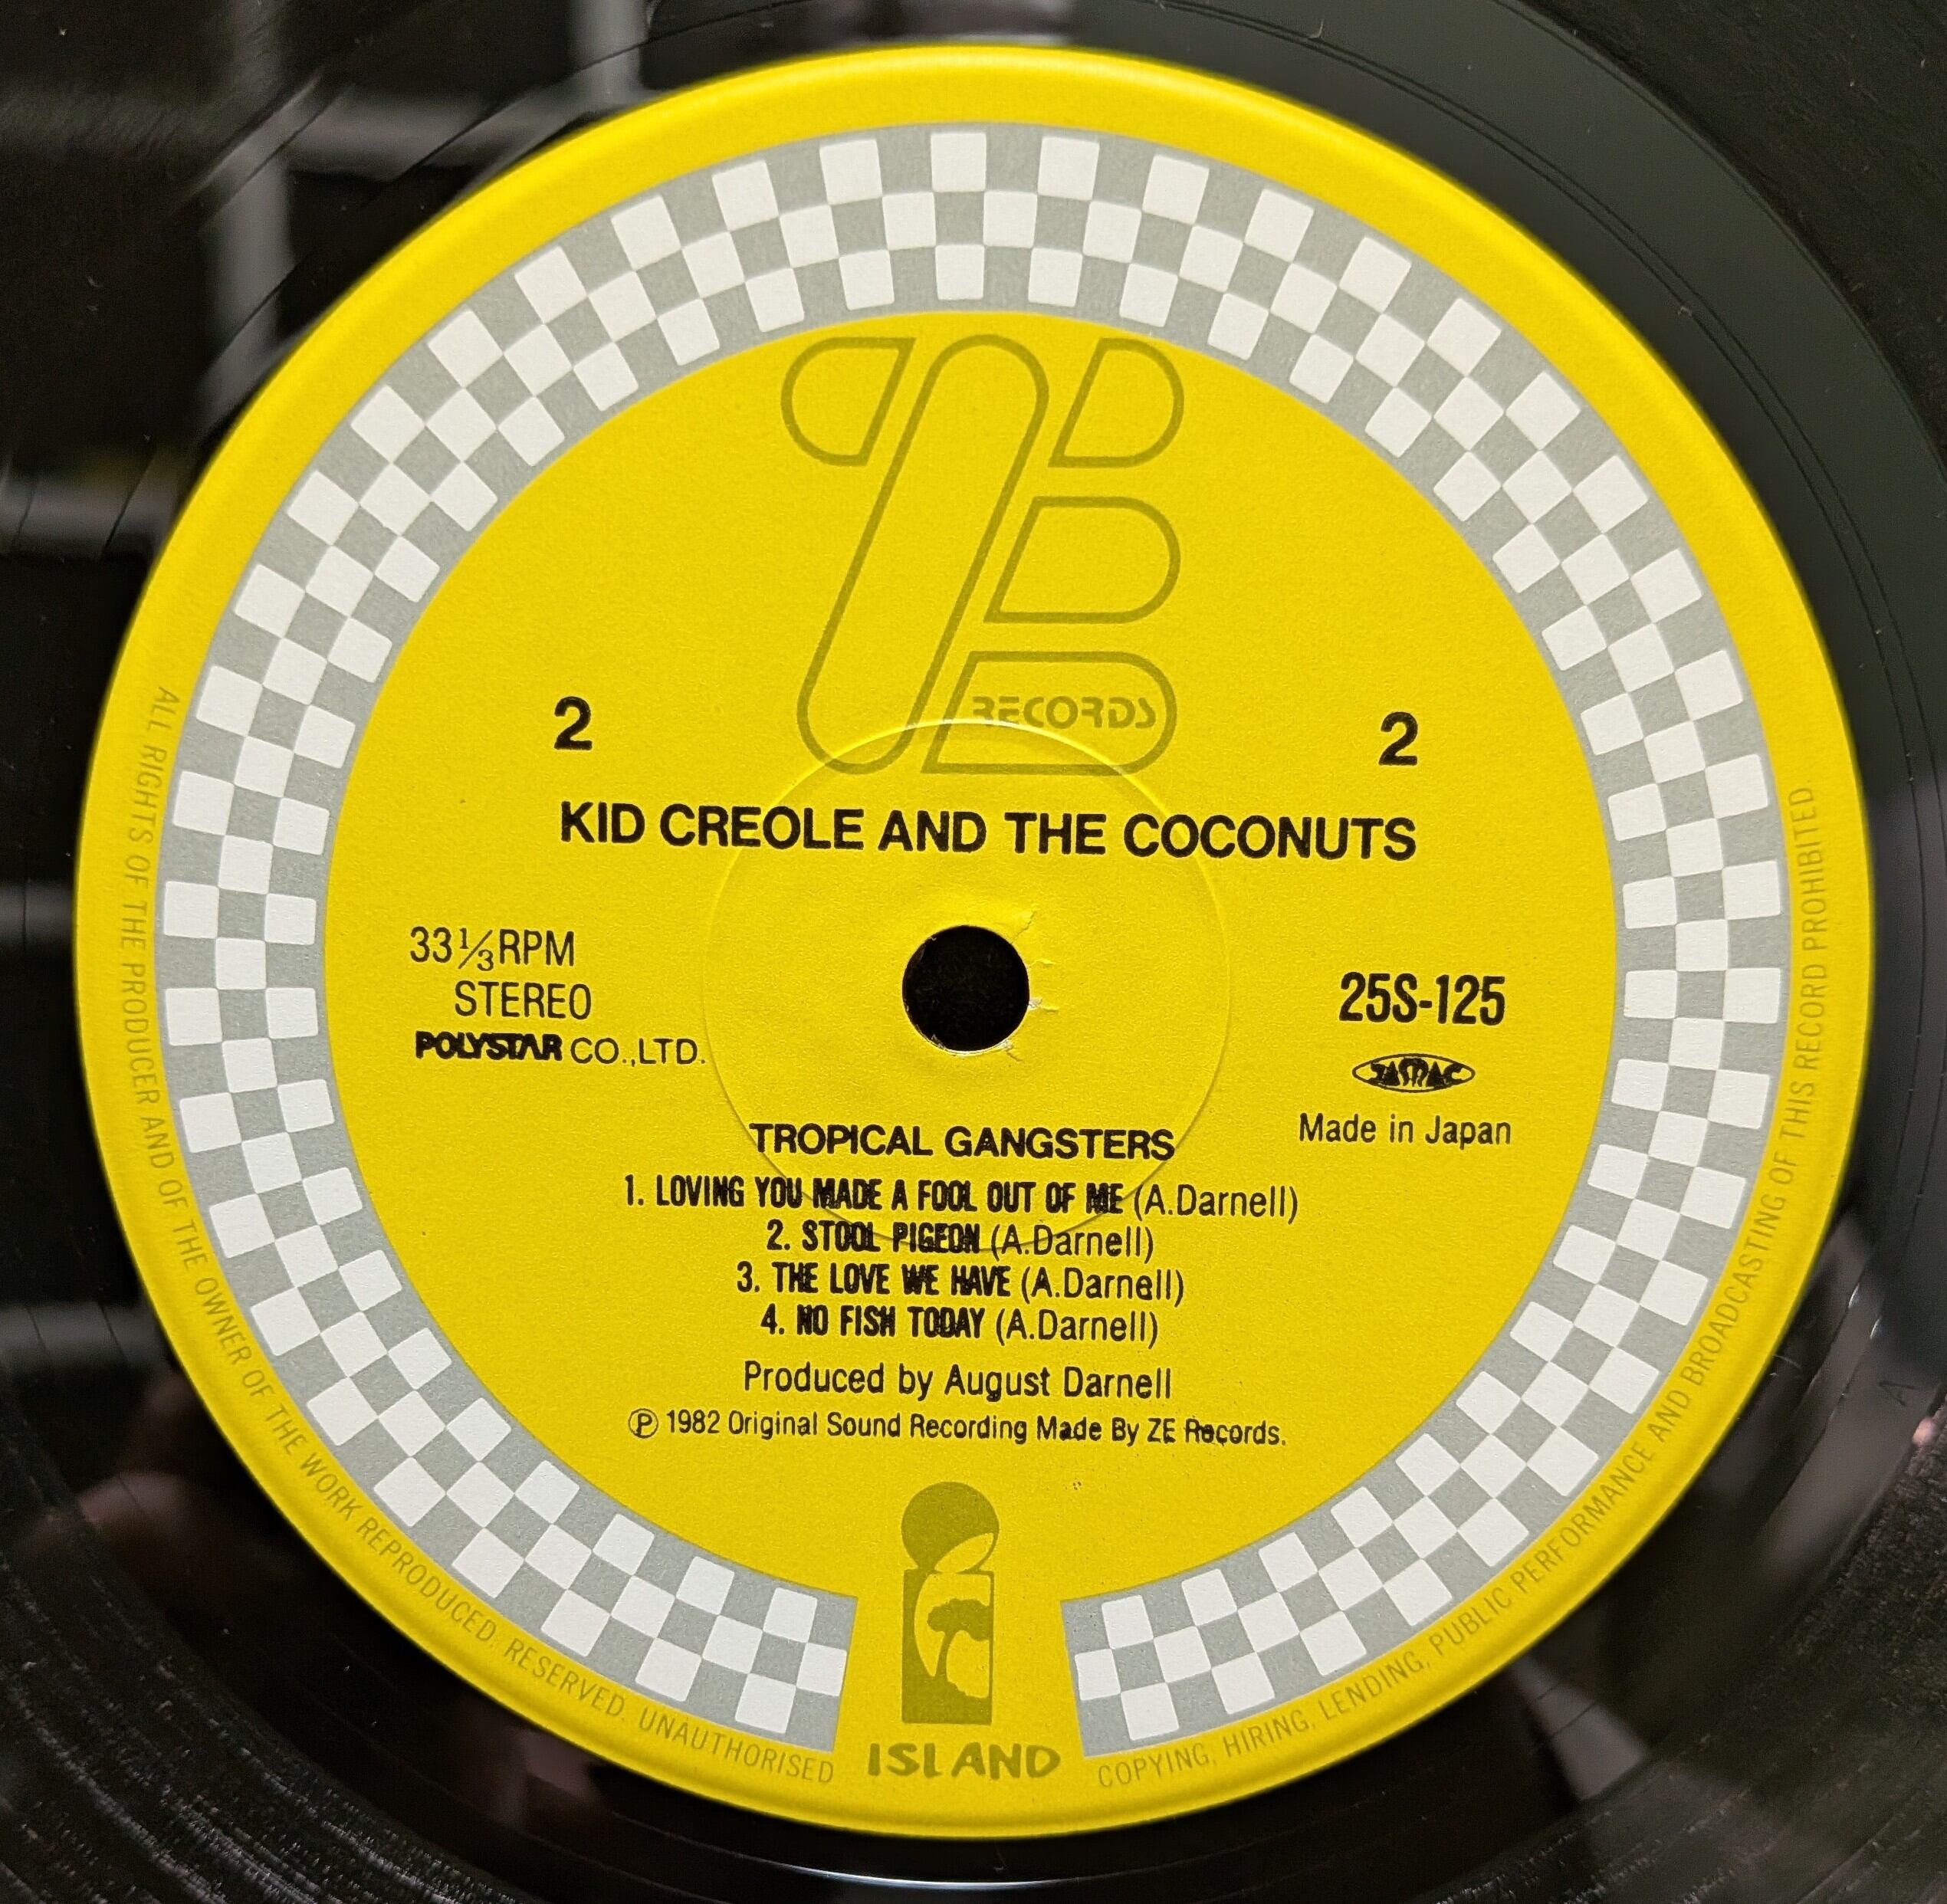 ZE
RECORDS
2 2
KID CREOLE AND THE COCONUTS
33⅓RPM
STEREO
POLYSTAR CO.,LTD.
25S-125
JASRAC
Made in Japan
TROPICAL GANGSTERS
1. LOVING YOU MADE A FOOL OUT OF ME (A.Darnell)
2. STOOL PIGEON (A.Darnell)
3. THE LOVE WE HAVE (A.Darnell)
4. NO FISH TODAY (A.Darnell)
Produced by August Darnell
℗ 1982 Original Sound Recording Made By ZE Records.
ISLAND
ALL RIGHTS OF THE PRODUCER AND OF THE OWNER OF THE WORK REPRODUCED. RESERVED. UNAUTHORISED COPYING, HIRING, LENDING, PUBLIC PERFORMANCE AND BROADCASTING OF THIS RECORD PROHIBITED.